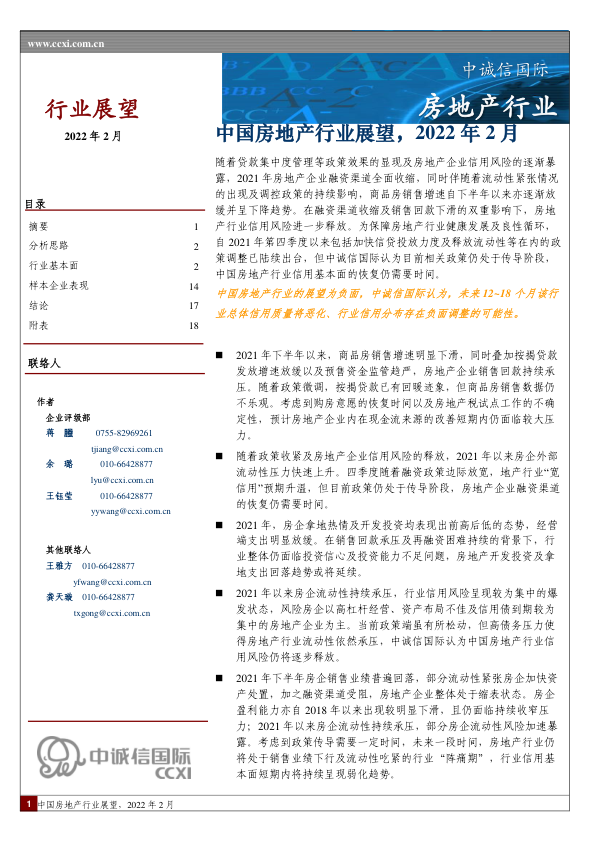 www.ccxi.com.cn
中诚信国际
房地产行业
行业展望
2022 年 2 月
目录
摘要 1
分析思路 2
行业基本面 2
样本企业表现 14
结论 17
附表 18
联络人
作者
企业评级部
蒋 螣 0755-82969261
tjiang@ccxi.com.cn
余 璐 010-66428877
lyu@ccxi.com.cn
王钰莹 010-66428877
yywang@ccxi.com.cn
其他联络人
王雅方 010-66428877
yfwang@ccxi.com.cn
龚天璇 010-66428877
txgong@ccxi.com.cn
中诚信国际
CCXI
中国房地产行业展望，2022 年 2 月
随着贷款集中度管理等政策效果的显现及房地产企业信用风险的逐渐暴
露，2021 年房地产企业融资渠道全面收缩，同时伴随着流动性紧张情况
的出现及调控政策的持续影响，商品房销售增速自下半年以来亦逐渐放
缓并呈下降趋势。在融资渠道收缩及销售回款下滑的双重影响下，房地
产行业信用风险进一步释放。为保障房地产行业健康发展及良性循环，
自 2021 年第四季度以来包括加快信贷投放力度及释放流动性等在内的政
策调整已陆续出台，但中诚信国际认为目前相关政策仍处于传导阶段，
中国房地产行业信用基本面的恢复仍需要时间。
中国房地产行业的展望为负面。中诚信国际认为，未来 12~18 个月该行
业总体信用质量将恶化、行业信用分布存在负面调整的可能性。
■ 2021 年下半年以来，商品房销售增速明显下滑，同时叠加按揭贷款
发放增速放缓以及预售资金监管趋严，房地产企业销售回款持续承
压。随着政策微调，按揭贷款已有回暖迹象，但商品房销售数据仍
不乐观。考虑到购房意愿的恢复时间以及房地产税试点工作的不确
定性，预计房地产企业内在现金流来源的改善短期内仍面临较大压
力。
■ 随着政策收紧及房地产企业信用风险的释放，2021 年以来房企外部
流动性压力快速上升。四季度随着融资政策边际放宽，地产行业“宽
信用”预期升温，但目前政策仍处于传导阶段，房地产企业融资渠道
的恢复仍需要时间。
■ 2021 年，房企拿地热情及开发投资均表现出前高后低的态势，经营
端支出明显放缓。在销售回款承压及再融资困难持续的背景下，行
业整体仍面临投资信心及投资能力不足问题，房地产开发投资及拿
地支出回落趋势或将延续。
■ 2021 年以来房企流动性持续承压，行业信用风险呈现较为集中的爆
发状态，风险房企以高杠杆经营、资产布局不佳及信用债到期较为
集中的房地产企业为主。当前政策端虽有所松动，但高债务压力使
得房地产行业流动性依然承压，中诚信国际认为中国房地产行业信
用风险仍将逐步释放。
■ 2021 年下半年房企销售业绩普遍回落，部分流动性紧张房企加快资
产处置，加之融资渠道受阻，房地产企业整体处于缩表状态。房企
盈利能力亦自 2018 年以来出现较明显下滑，且仍面临持续收窄压
力；2021 年以来房企流动性持续承压，部分房企流动性风险加速暴
露。考虑到政策传导需要一定时间，未来一段时间，房地产行业仍
将处于销售业绩下行及流动性吃紧的行业“阵痛期”，行业信用基
本面短期内将持续呈现弱化趋势。
1 中国房地产行业展望，2022 年 2 月